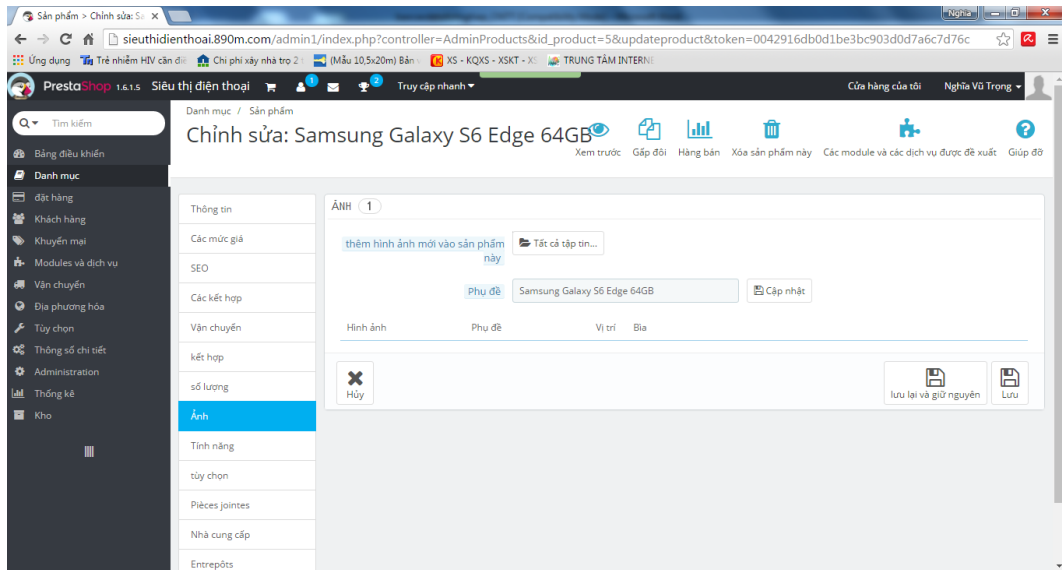 Sản phẩm > Chỉnh sửa: Sa
Nghĩa
sieuthidienthoai.890m.com/admin1/index.php?controller=AdminProducts&id_product=5&updateproduct&token=0042916db0d1be3bc903d0d7a6c7d76c
Ứng dụng Trẻ nhiễm HIV cần đi Chi phí xây nhà trọ 2 (Mẫu 10,5x20m) Bản XS - KQXS - XSKT - XS TRUNG TÂM INTERNE
PrestaShop 1.6.1.5 Siêu thị điện thoại 1 2 Truy cập nhanh Cửa hàng của tôi Nghĩa Vũ Trọng
Tìm kiếm
Bảng điều khiển
Danh mục
đặt hàng
Khách hàng
Khuyến mại
Modules và dịch vụ
Vận chuyển
Địa phương hóa
Tùy chọn
Thông số chi tiết
Administration
Thống kê
Kho
Danh mục / Sản phẩm
Chỉnh sửa: Samsung Galaxy S6 Edge 64GB
Xem trước Gấp đôi Hàng bán Xóa sản phẩm này Các module và các dịch vụ được đề xuất Giúp đỡ
Thông tin
Các mức giá
SEO
Các kết hợp
Vận chuyển
kết hợp
số lượng
Ảnh
Tính năng
tùy chọn
Pièces jointes
Nhà cung cấp
Entrepôts
ẢNH 1
thêm hình ảnh mới vào sản phẩm
này
Tất cả tập tin...
Phụ đề Samsung Galaxy S6 Edge 64GB Cập nhật
Hình ảnh Phụ đề Vị trí Bìa
Hủy lưu lại và giữ nguyên Lưu